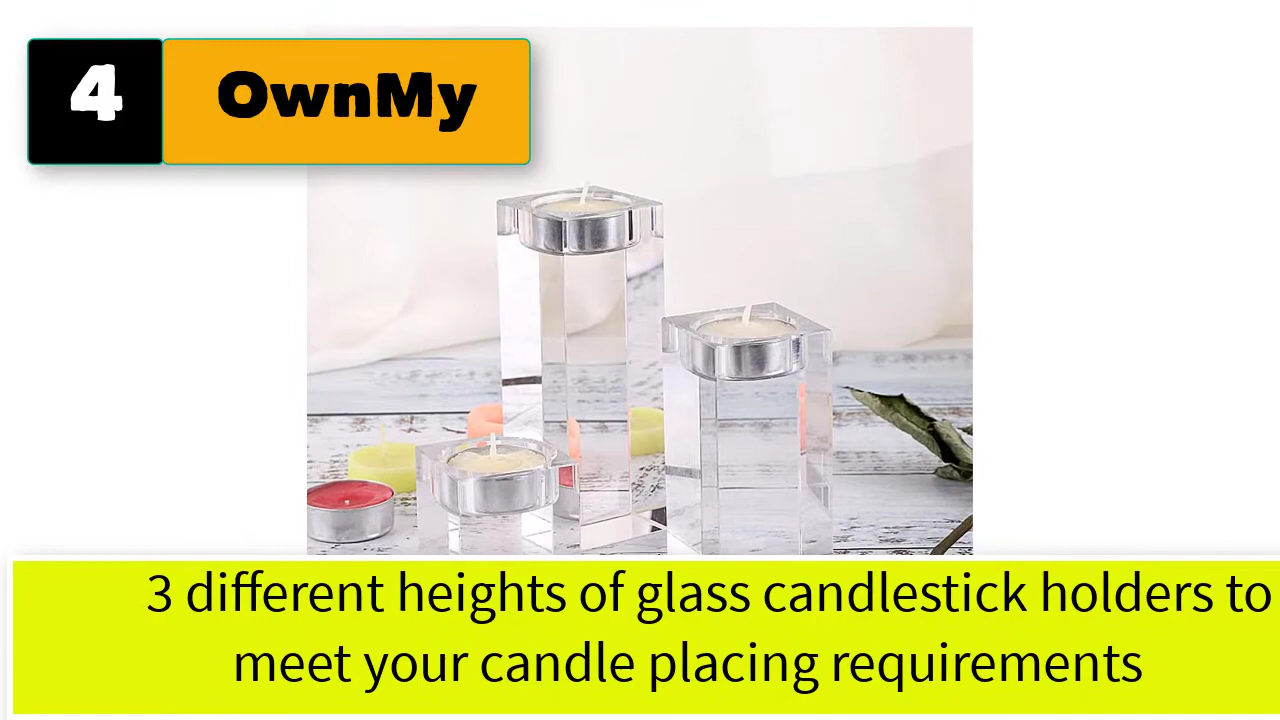 4
OwnMy
3 different heights of glass candlestick holders to
meet your candle placing requirements